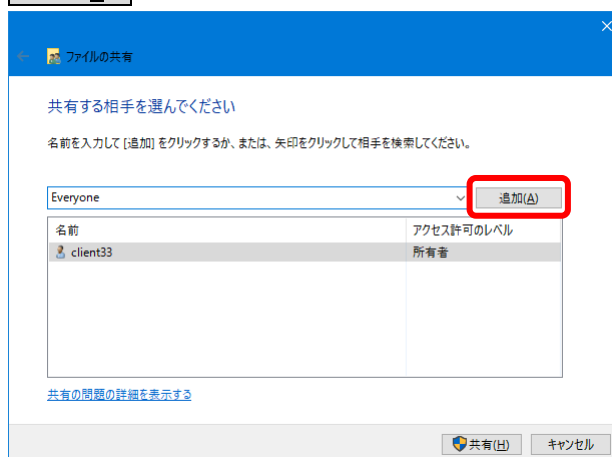 ファイルの共有
共有する相手を選んでください
名前を入力して [追加] をクリックするか、または、矢印をクリックして相手を検索してください。
Everyone 追加(A)
名前 アクセス許可のレベル
client33 所有者
共有の問題の詳細を表示する
共有(H) キャンセル